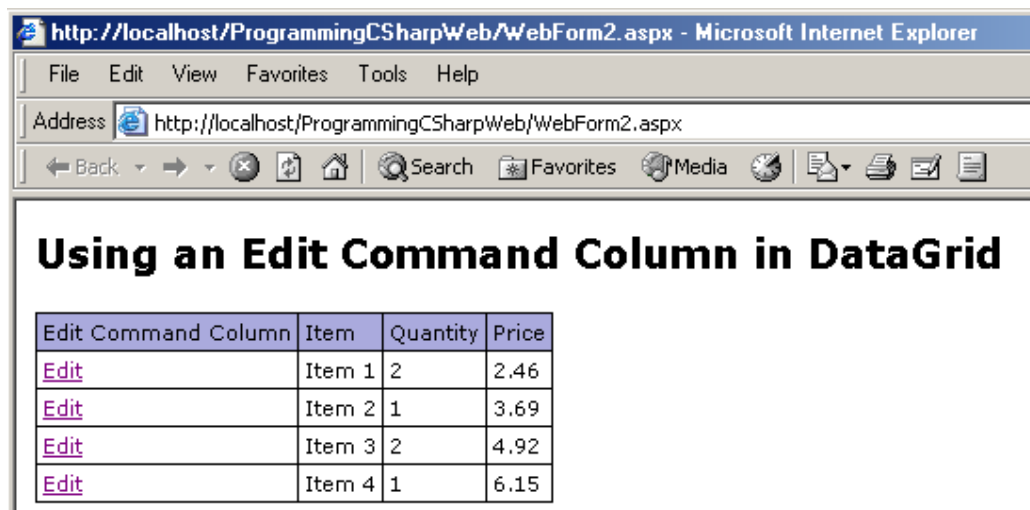 http://localhost/ProgrammingCSharpWeb/WebForm2.aspx - Microsoft Internet Explorer
File Edit View Favorites Tools Help
Address http://localhost/ProgrammingCSharpWeb/WebForm2.aspx
Back Search Favorites Media
Using an Edit Command Column in DataGrid
Edit Command Column Item Quantity Price
Edit Item 1 2 2.46
Edit Item 2 1 3.69
Edit Item 3 2 4.92
Edit Item 4 1 6.15